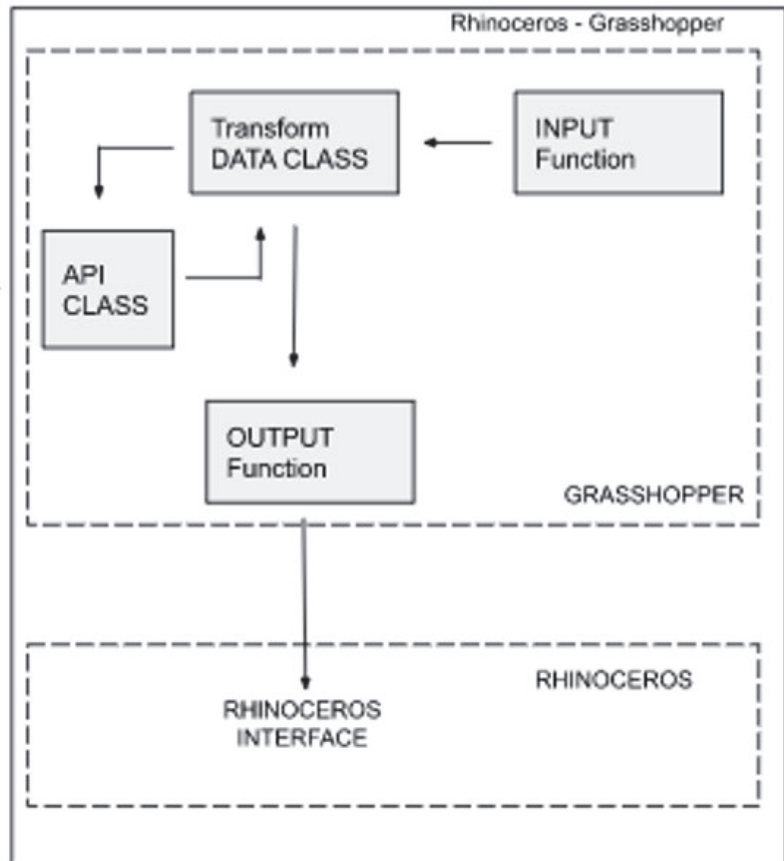 Rhinoceros - Grasshopper
Transform
DATA CLASS
INPUT
Function
API
CLASS
OUTPUT
Function
GRASSHOPPER
RHINOCEROS
RHINOCEROS
INTERFACE